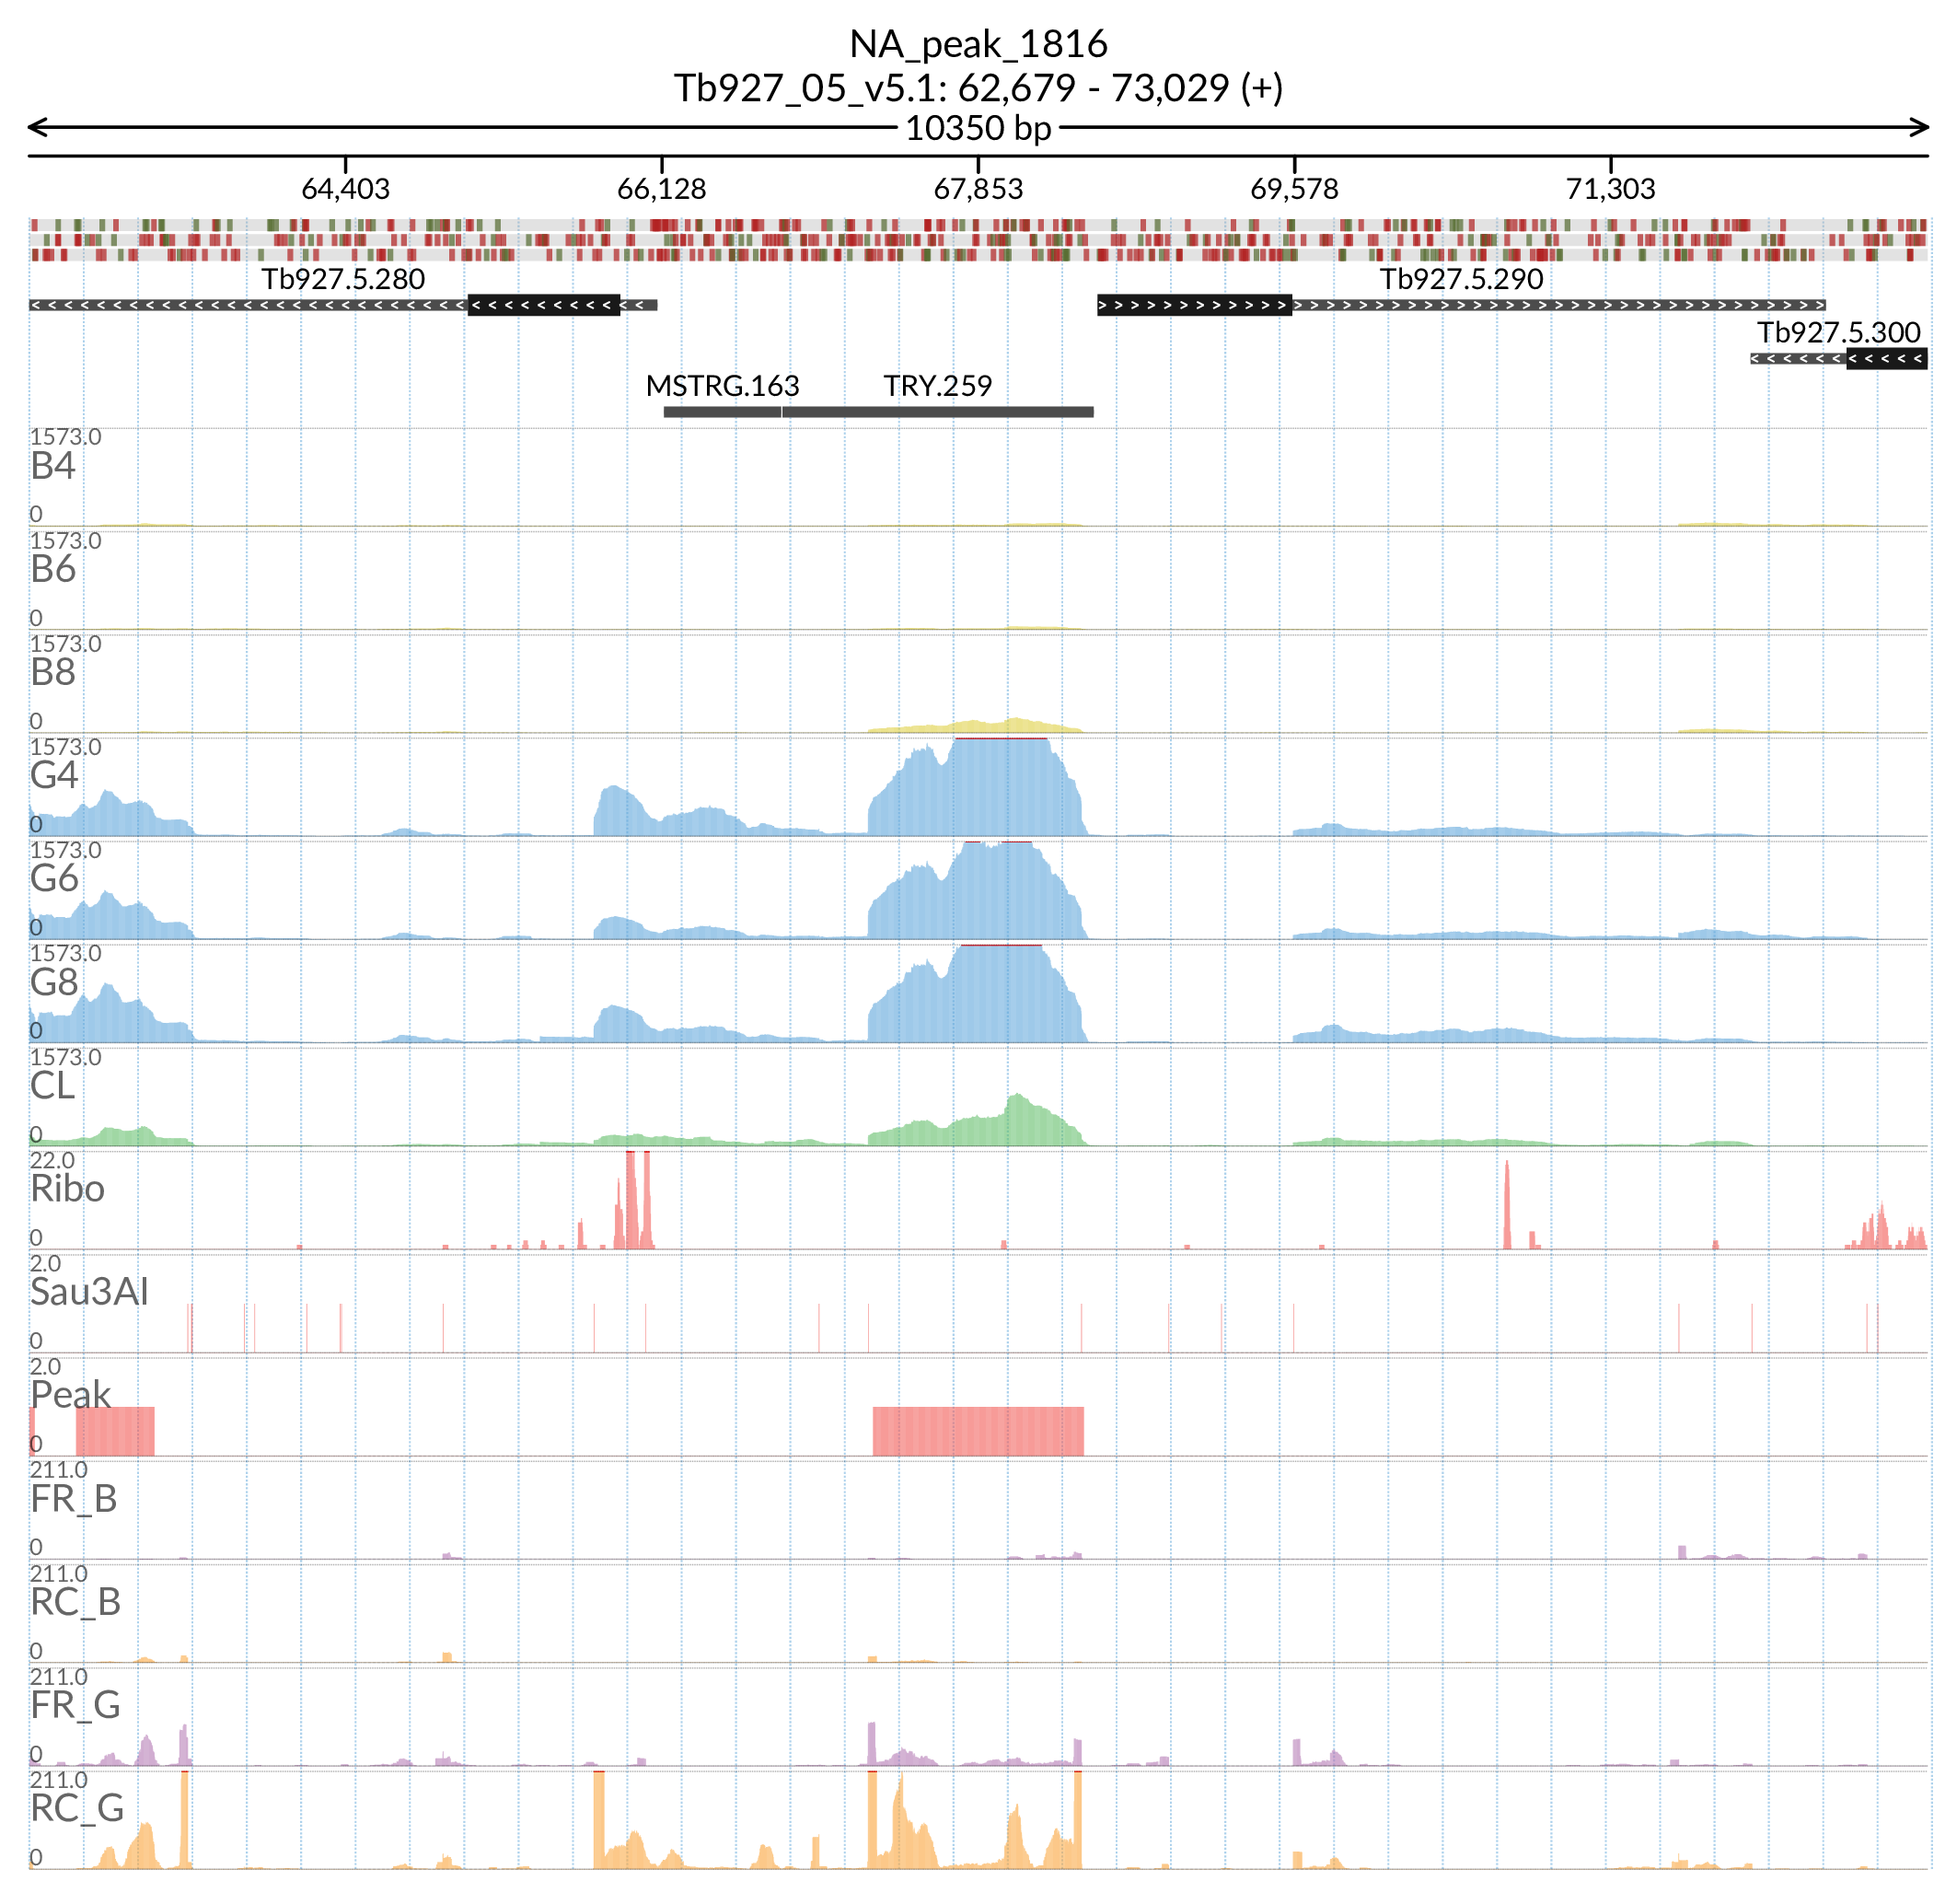 NA_peak_1816
Tb927_05_v5.1: 62,679 - 73,029 (+)
10350 bp
64,403 66,128 67,853 69,578 71,303
Tb927.5.280 Tb927.5.290
Tb927.5.300
MSTRG.163 TRY.259
1573.0
B4
0
1573.0
B6
0
1573.0
B8
0
1573.0
G4
0
1573.0
G6
0
1573.0
G8
0
1573.0
CL
0
22.0
Ribo
0
2.0
Sau3AI
0
2.0
Peak
0
211.0
FR_B
0
211.0
RC_B
0
211.0
FR_G
0
211.0
RC_G
0